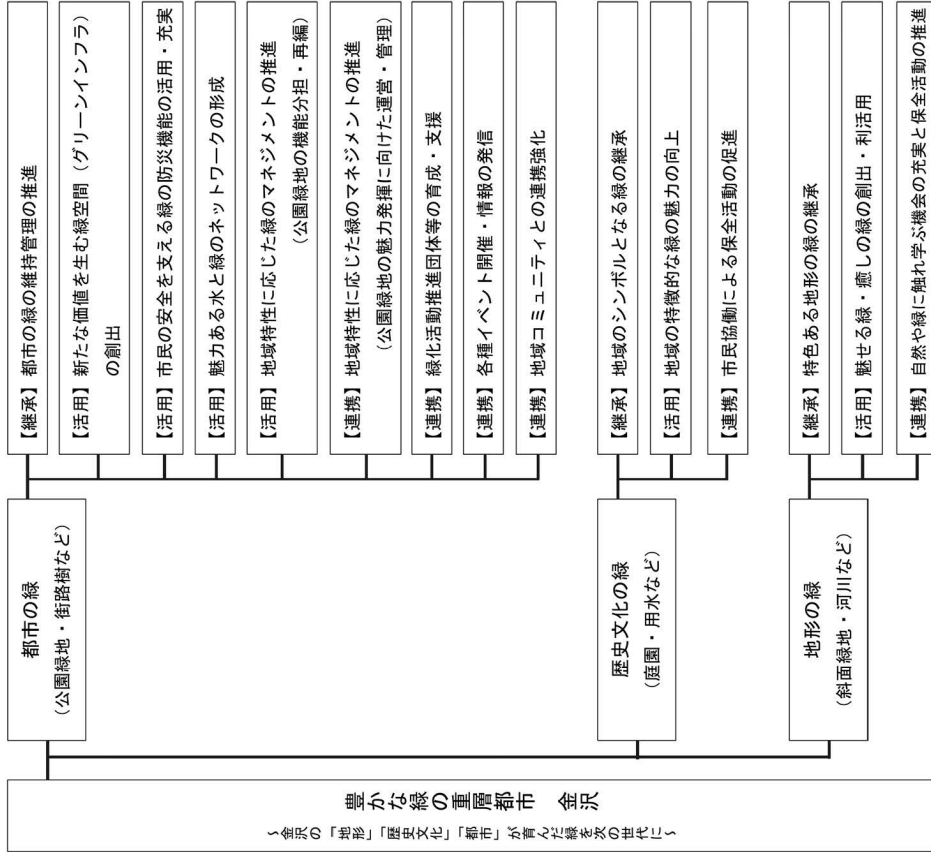 豊かな緑の重層都市　金沢
～金沢の「地形」「歴史文化」「都市」が育んだ緑を次の世代に～
都市の緑
（公園緑地・街路樹など）
【継承】都市の緑の維持管理の推進
【活用】新たな価値を生む緑空間（グリーンインフラ）
の創出
【活用】市民の安全を支える緑の防災機能の活用・充実
【活用】魅力ある水と緑のネットワークの形成
【活用】地域特性に応じた緑のマネジメントの推進
（公園緑地の機能分担・再編）
【連携】地域特性に応じた緑のマネジメントの推進
（公園緑地の魅力発揮に向けた運営・管理）
【連携】緑化活動推進団体等の育成・支援
【連携】各種イベント開催・情報の発信
【連携】地域コミュニティとの連携強化
歴史文化の緑
（庭園・用水など）
【継承】地域のシンボルとなる緑の継承
【活用】地域の特徴的な緑の魅力の向上
【連携】市民協働による保全活動の促進
地形の緑
（斜面緑地・河川など）
【継承】特色ある地形の緑の継承
【活用】魅せる緑・癒しの緑の創出・利活用
【連携】自然や緑に触れ学ぶ機会の充実と保全活動の推進